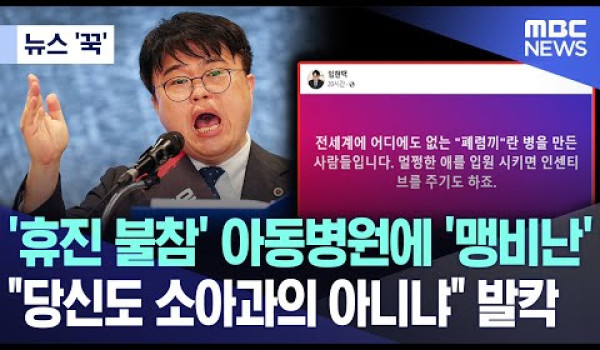 뉴스 '꾹'
MBC
NEWS
임현택
20시간
전세계에 어디에도 없는 "폐렴끼"란 병을 만든
사람들입니다. 멀쩡한 애를 입원 시키면 인센티
브를 주기도 하죠.
'휴진 불참' 아동병원에 '맹비난'
"당신도 소아과의 아니냐" 발칵